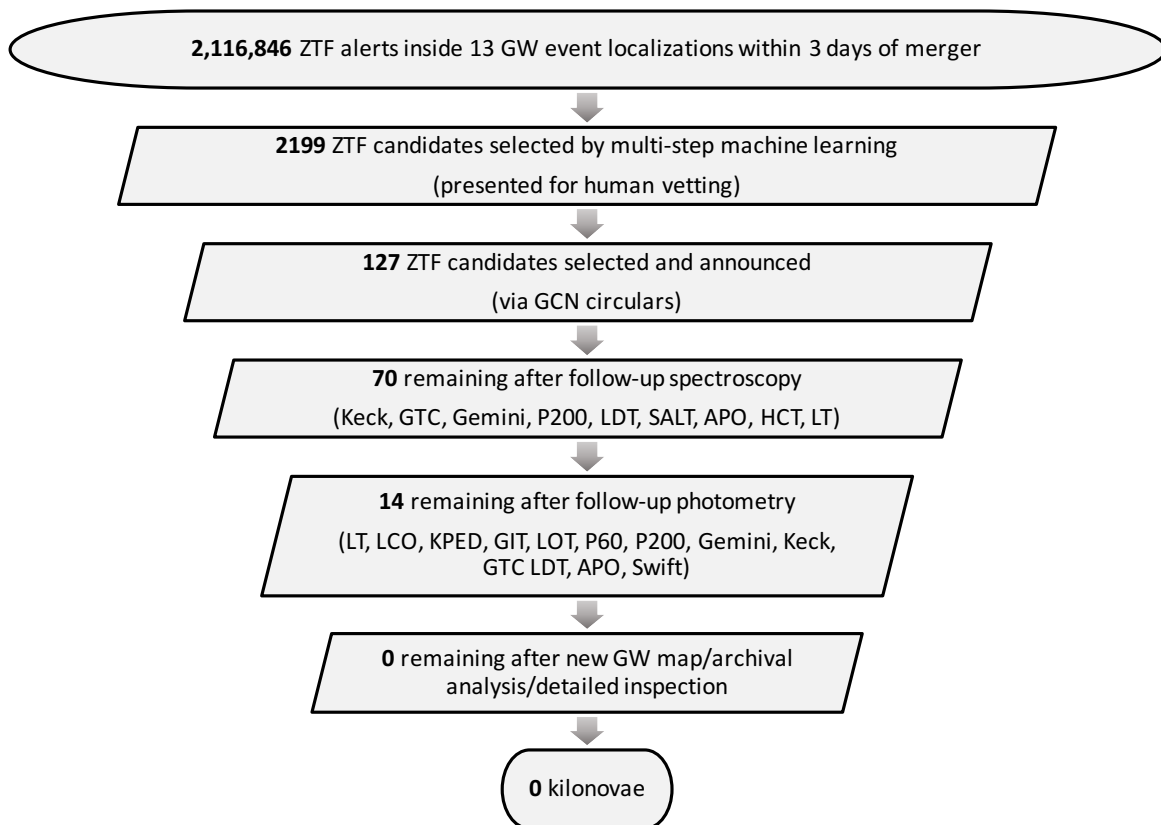 2,116,846 ZTF alerts inside 13 GW event localizations within 3 days of merger
2199 ZTF candidates selected by multi-step machine learning
(presented for human vetting)
127 ZTF candidates selected and announced
(via GCN circulars)
70 remaining after follow-up spectroscopy
(Keck, GTC, Gemini, P200, LDT, SALT, APO, HCT, LT)
14 remaining after follow-up photometry
(LT, LCO, KPED, GIT, LOT, P60, P200, Gemini, Keck,
GTC LDT, APO, Swift)
0 remaining after new GW map/archival
analysis/detailed inspection
0 kilonovae